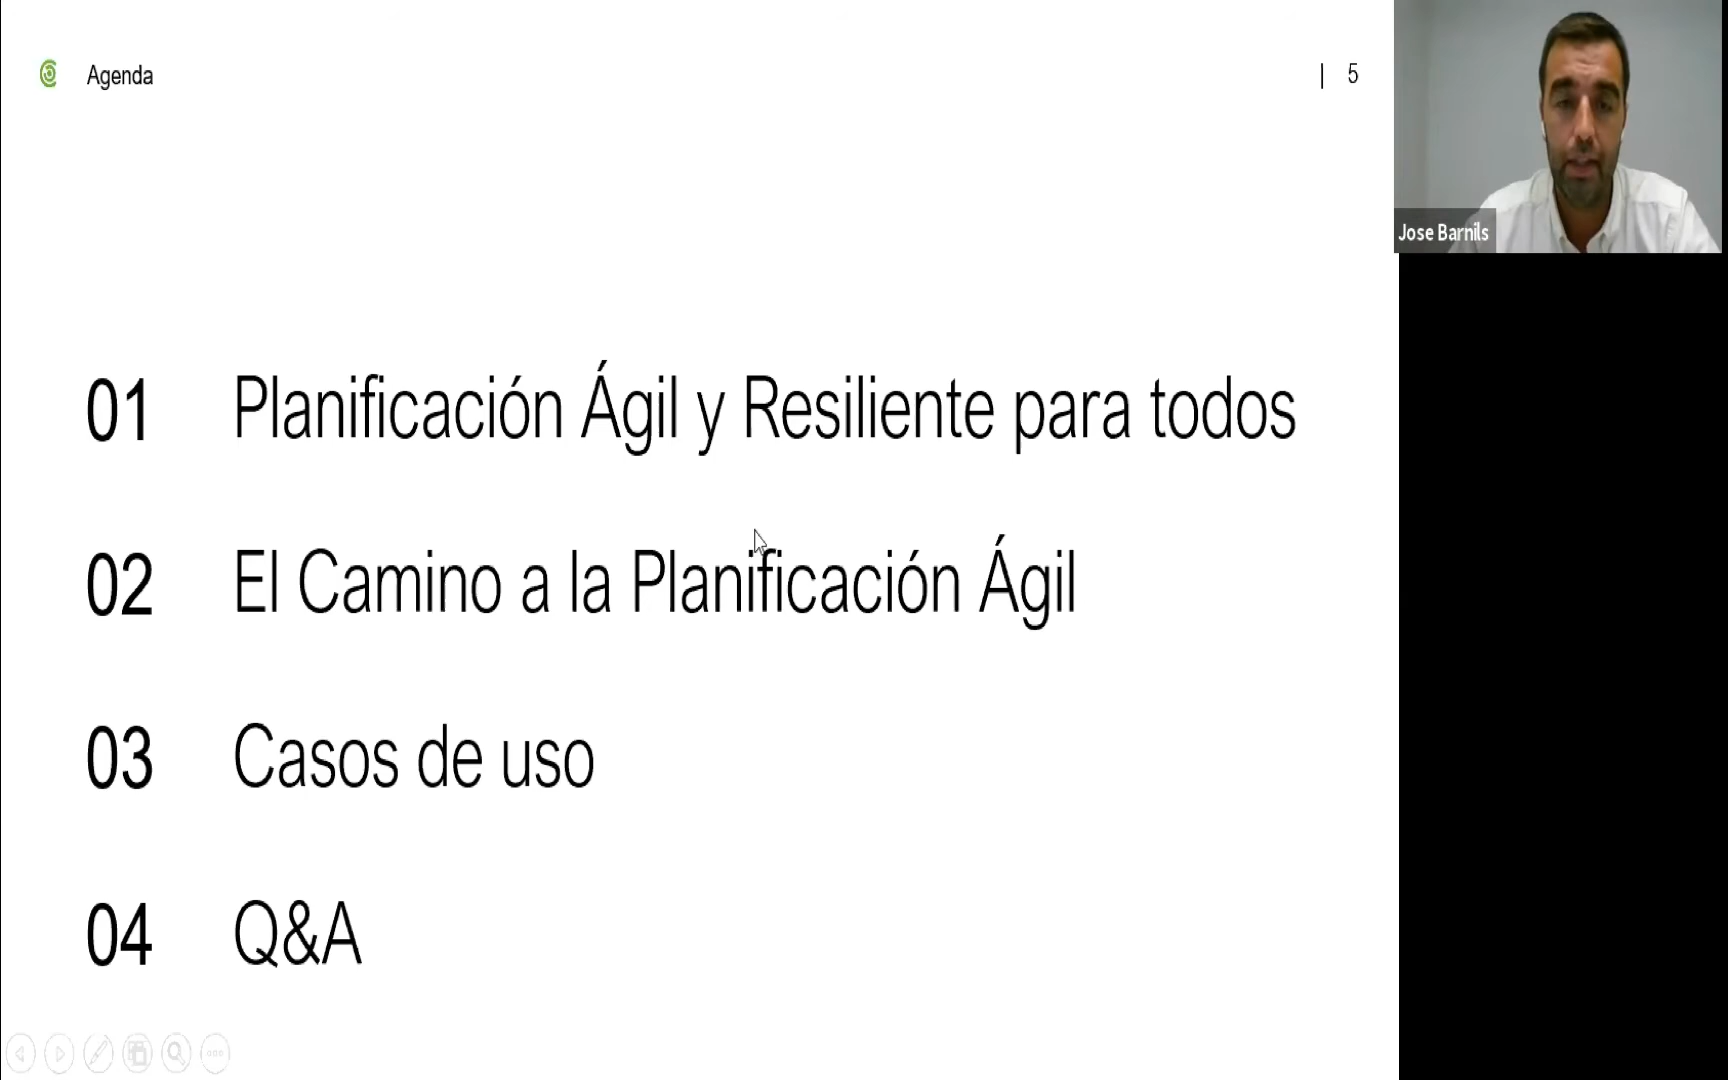 Agenda
| 5
Jose Barnils
01 Planificación Ágil y Resiliente para todos
02 El Camino a la Planificación Ágil
03 Casos de uso
04 Q&A